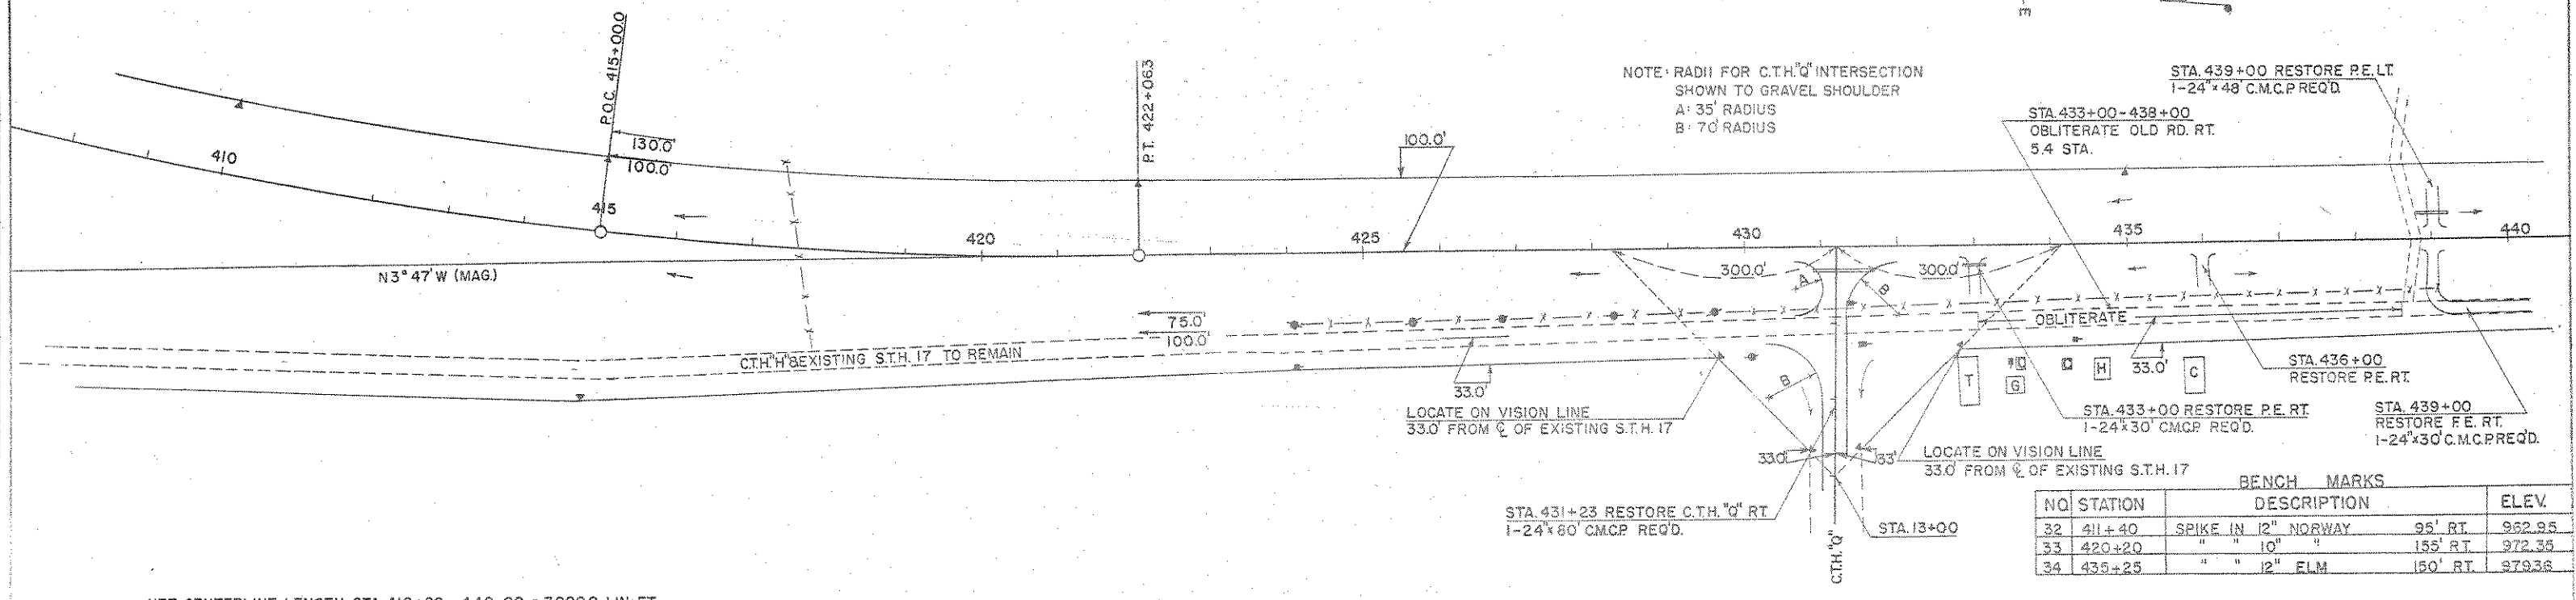 P.O.C. 415+00.0
130.0'
100.0'
P.T. 422+06.3
NOTE: RADII FOR C.T.H."Q" INTERSECTION
SHOWN TO GRAVEL SHOULDER
A: 35' RADIUS
B: 70' RADIUS
100.0'
STA. 439+00 RESTORE P.E. LT.
1-24"x48' C.M.C.P. REQ'D.
STA. 433+00-438+00
OBLITERATE OLD RD. RT.
5.4 STA.
410
415
420
425
430
435
440
N 3° 47' W (MAG.)
300.0'
300.0'
A
B
75.0'
100.0'
OBLITERATE
C.T.H."H" & EXISTING S.T.H. 17 TO REMAIN
33.0'
B
T
G
H
33.0'
C
LOCATE ON VISION LINE
33.0' FROM ℄ OF EXISTING S.T.H. 17
STA. 436+00
RESTORE P.E. RT.
STA. 433+00 RESTORE P.E. RT.
1-24"x30' C.M.C.P. REQ'D.
STA. 439+00
RESTORE F.E. RT.
1-24"x30' C.M.C.P. REQ'D.
33.0'
33'
LOCATE ON VISION LINE
33.0' FROM ℄ OF EXISTING S.T.H. 17
STA. 431+23 RESTORE C.T.H. "Q" RT.
1-24"x80' C.M.C.P. REQ'D.
STA. 13+00
C.T.H. "Q"
BENCH MARKS
NO STATION DESCRIPTION ELEV.
32 411+40 SPIKE IN 12" NORWAY 95' RT. 962.95
33 420+20 " " 10" " 155' RT. 972.35
34 435+25 " " 12" ELM 150' RT. 979.36